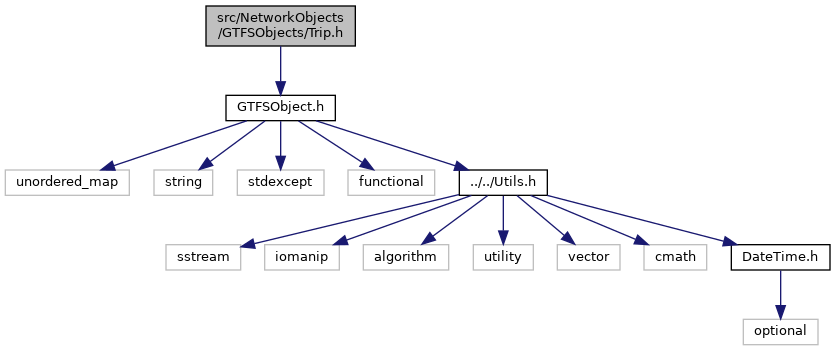 src/NetworkObjects
/GTFSObjects/Trip.h
GTFSObject.h
unordered_map
string
stdexcept
functional
../../Utils.h
sstream
iomanip
algorithm
utility
vector
cmath
DateTime.h
optional